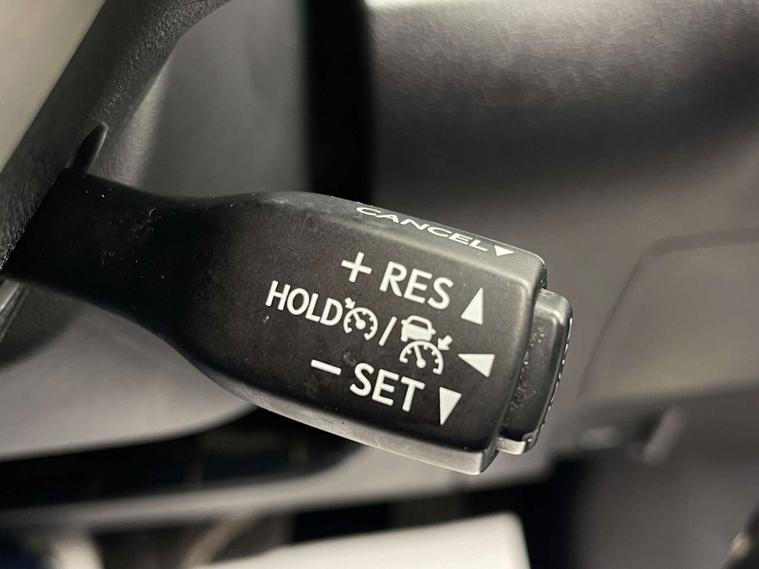 CANCEL
+ RES
HOLD /
− SET